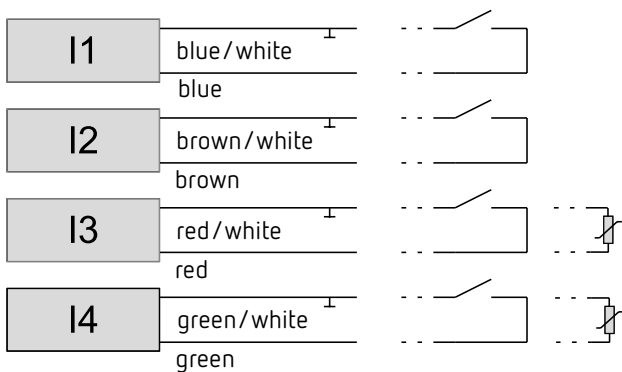 I1
blue/white
blue
I2
brown/white
brown
I3
red/white
red
I4
green/white
green